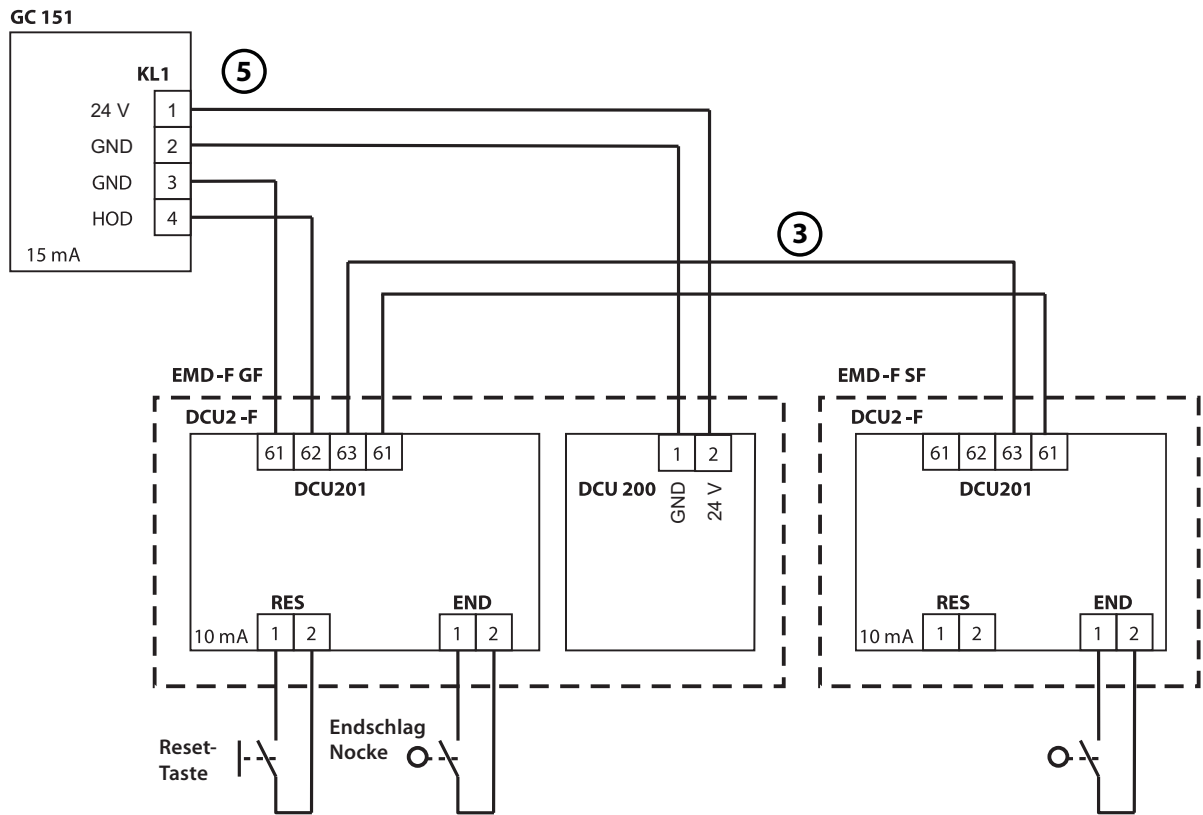 GC 151
KL1
5
24 V 1
GND 2
GND 3
HOD 4
15 mA
3
EMD-F GF
EMD-F SF
DCU2-F
DCU2-F
61 62 63 61
1 2
61 62 63 61
DCU201
DCU 200
GND
24 V
DCU201
RES
END
RES
END
10 mA 1 2
1 2
10 mA 1 2
1 2
Endschlag
Nocke
Reset-
Taste